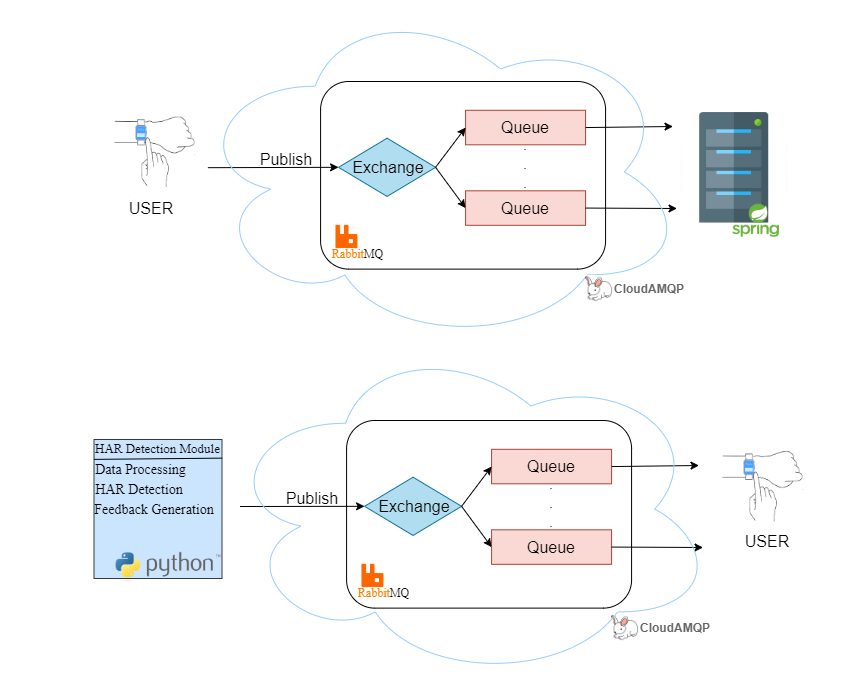 Publish
Exchange
Queue
Queue
USER
RabbitMQ
spring
CloudAMQP
HAR Detection Module
Data Processing
HAR Detection
Feedback Generation
python™
Publish
Exchange
Queue
Queue
USER
RabbitMQ
CloudAMQP